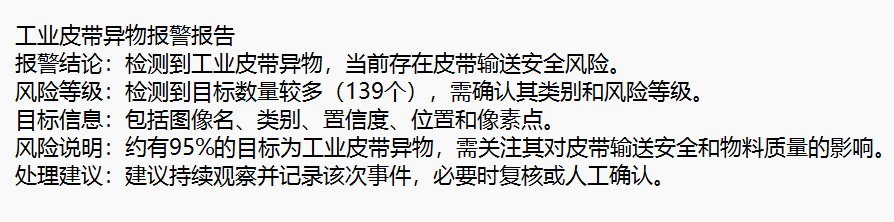 工业皮带异物报警报告
报警结论：检测到工业皮带异物，当前存在皮带输送安全风险。
风险等级：检测到目标数量较多（139个），需确认其类别和风险等级。
目标信息：包括图像名、类别、置信度、位置和像素点。
风险说明：约有95%的目标为工业皮带异物，需关注其对皮带输送安全和物料质量的影响。
处理建议：建议持续观察并记录该次事件，必要时复核或人工确认。